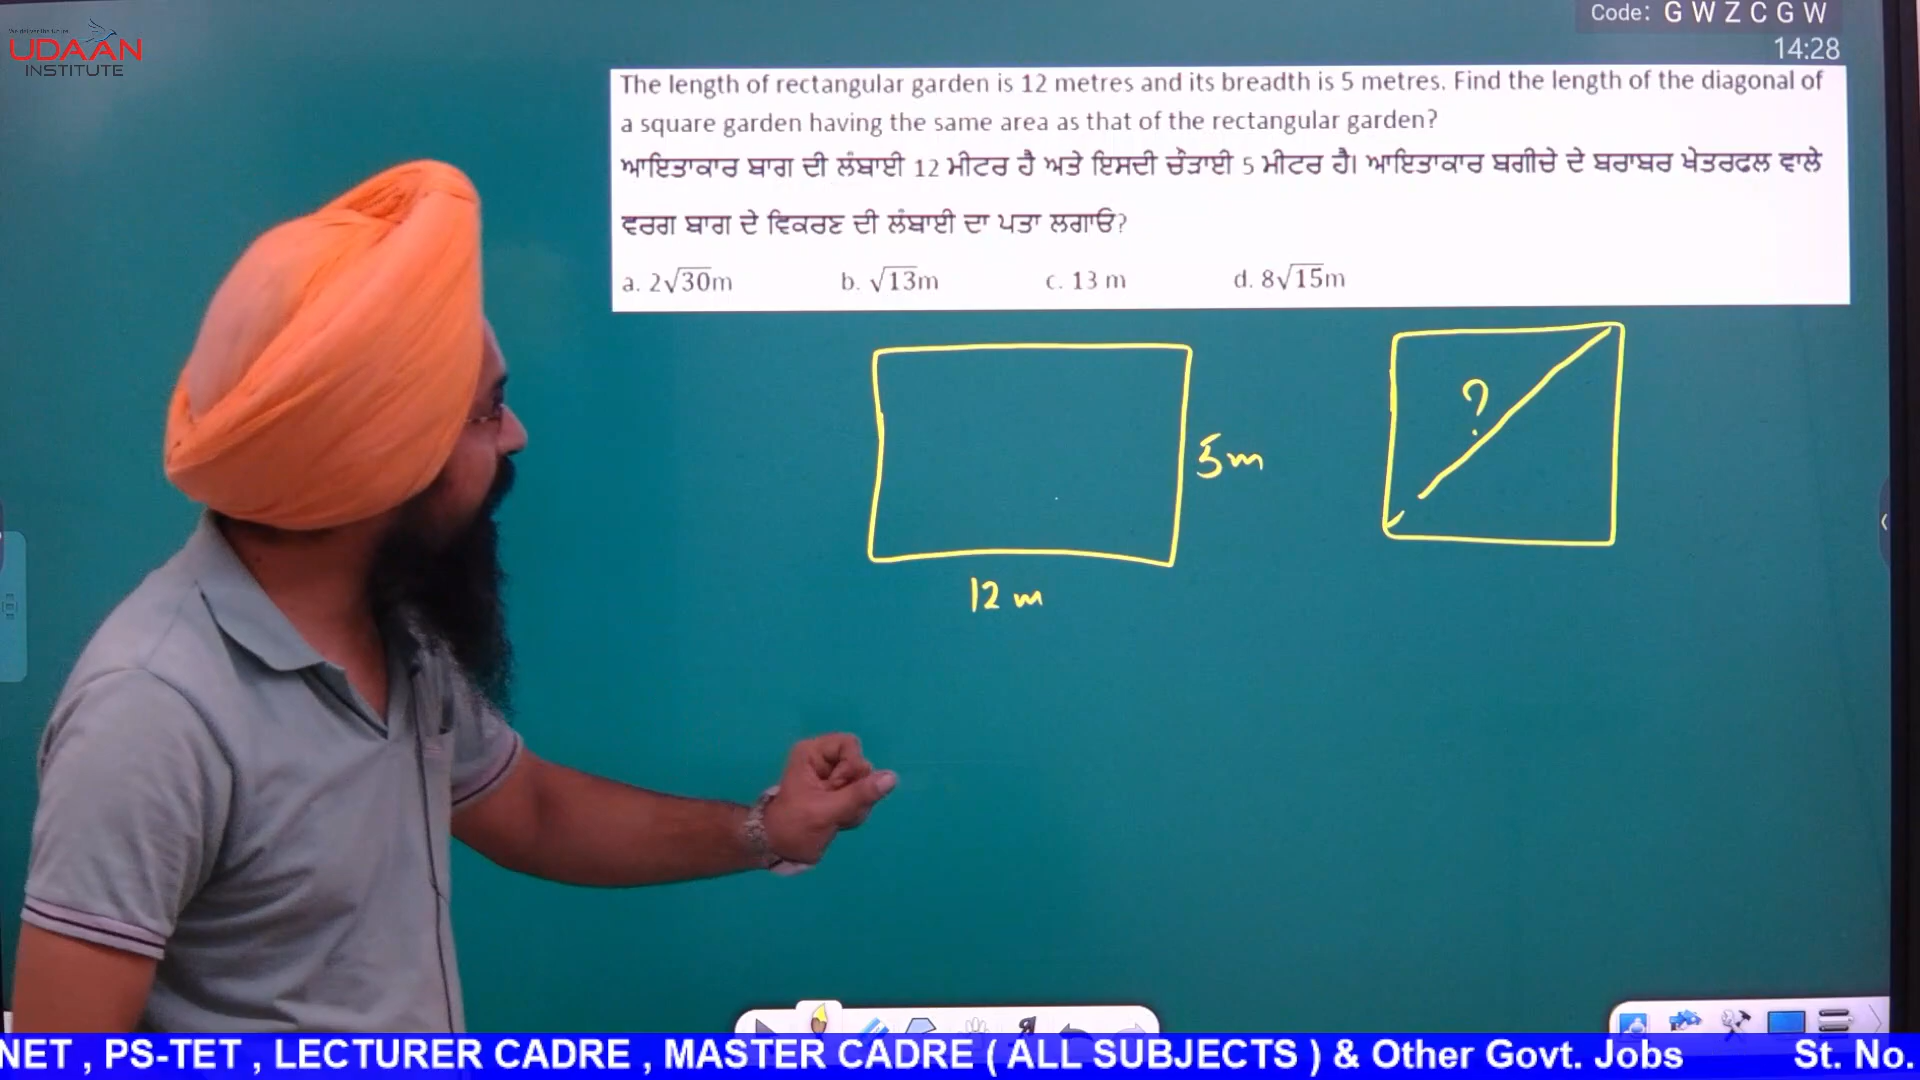 UDAAN
INSTITUTE
Code: G W Z C G W
14:28
The length of rectangular garden is 12 metres and its breadth is 5 metres. Find the length of the diagonal of
a square garden having the same area as that of the rectangular garden?
ਆਇਤਾਕਾਰ ਬਾਗ ਦੀ ਲੰਬਾਈ 12 ਮੀਟਰ ਹੈ ਅਤੇ ਇਸਦੀ ਚੌੜਾਈ 5 ਮੀਟਰ ਹੈ। ਆਇਤਾਕਾਰ ਬਗੀਚੇ ਦੇ ਬਰਾਬਰ ਖੇਤਰਫਲ ਵਾਲੇ
ਵਰਗ ਬਾਗ ਦੇ ਵਿਕਰਣ ਦੀ ਲੰਬਾਈ ਦਾ ਪਤਾ ਲਗਾਓ?
a. 2√30m b. √13m c. 13 m d. 8√15m
?
5m
12 m
NET , PS-TET , LECTURER CADRE , MASTER CADRE ( ALL SUBJECTS ) & Other Govt. Jobs St. No.